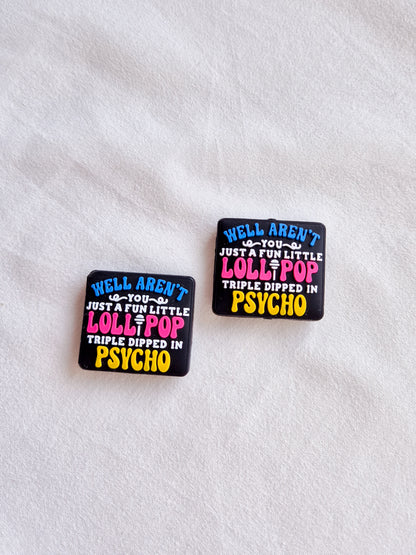 WELL AREN'T
YOU
JUST A FUN LITTLE
LOLLIPOP
TRIPLE DIPPED IN
PSYCHO
WELL AREN'T
YOU
JUST A FUN LITTLE
LOLLIPOP
TRIPLE DIPPED IN
PSYCHO